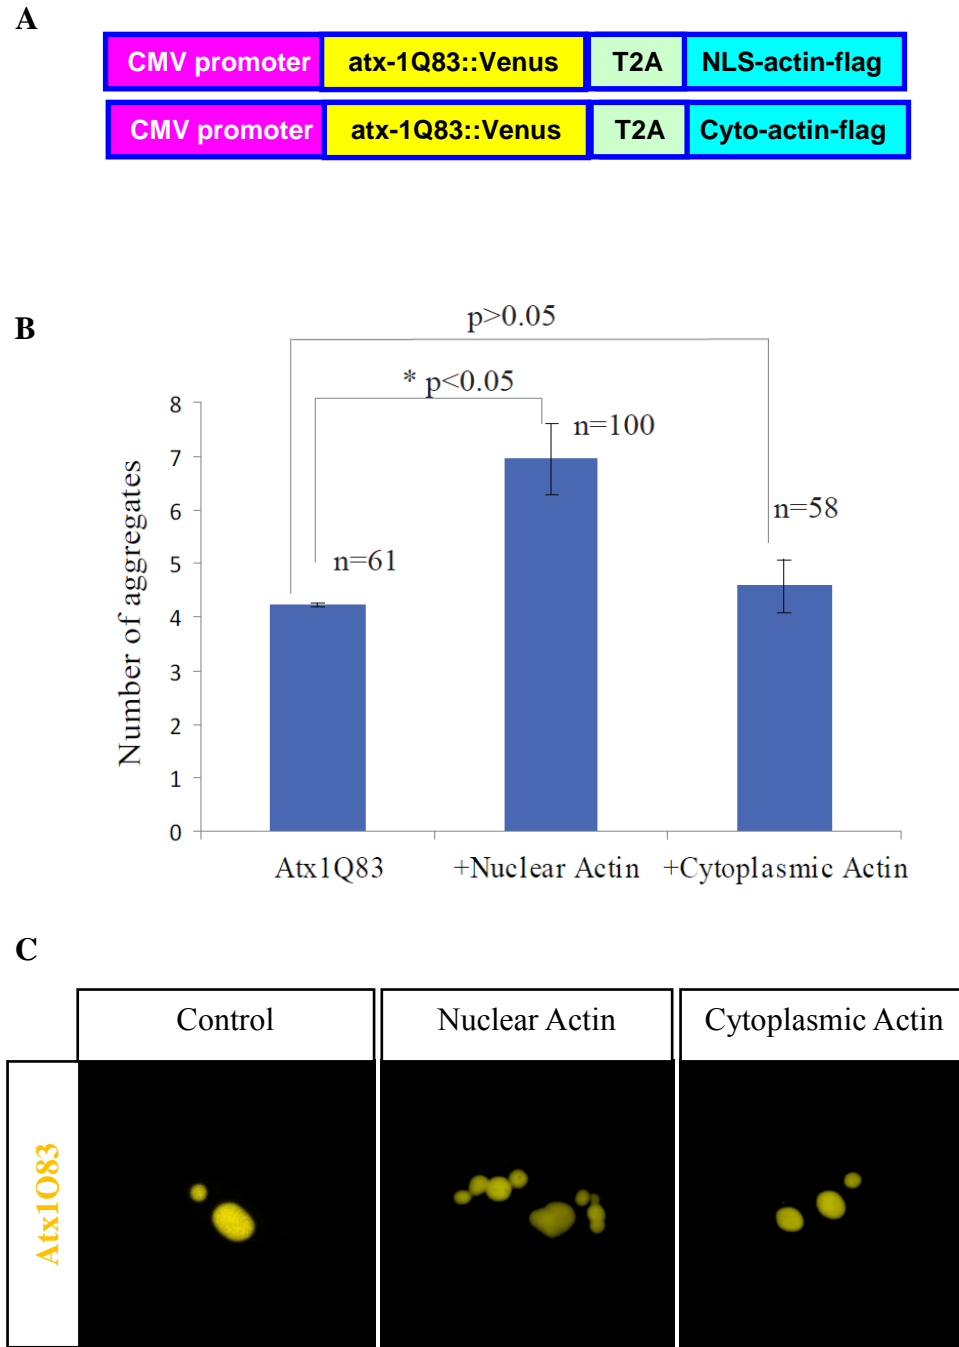 A
CMV promoter atx-1Q83::Venus T2A NLS-actin-flag
CMV promoter atx-1Q83::Venus T2A Cyto-actin-flag
B
p>0.05
* p<0.05
n=100
n=58
n=61
Number of aggregates
8
7
6
5
4
3
2
1
0
Atx1Q83 +Nuclear Actin +Cytoplasmic Actin
C
Control Nuclear Actin Cytoplasmic Actin
Atx1Q83